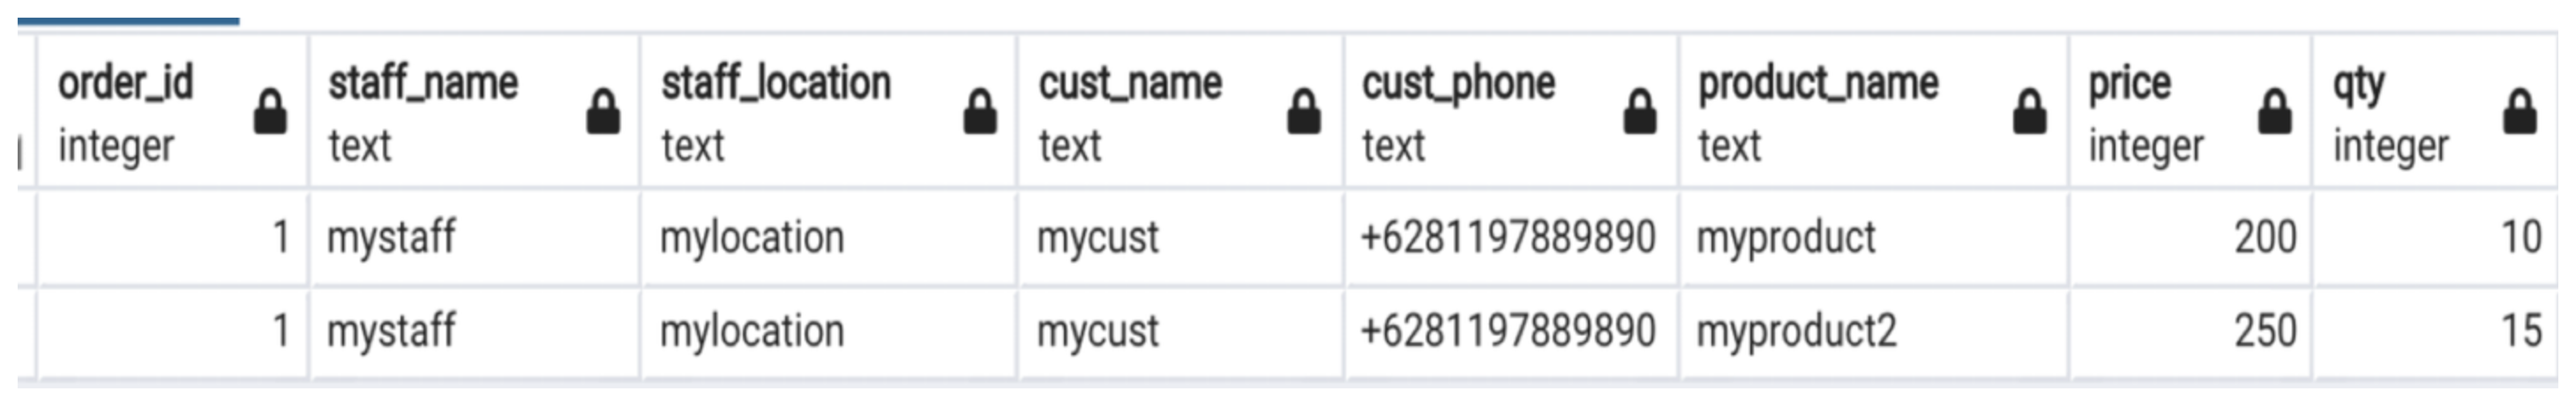 order_id staff_name staff_location cust_name cust_phone product_name price qty
integer text text text text text integer integer
1 mystaff mylocation mycust +6281197889890 myproduct 200 10
1 mystaff mylocation mycust +6281197889890 myproduct2 250 15